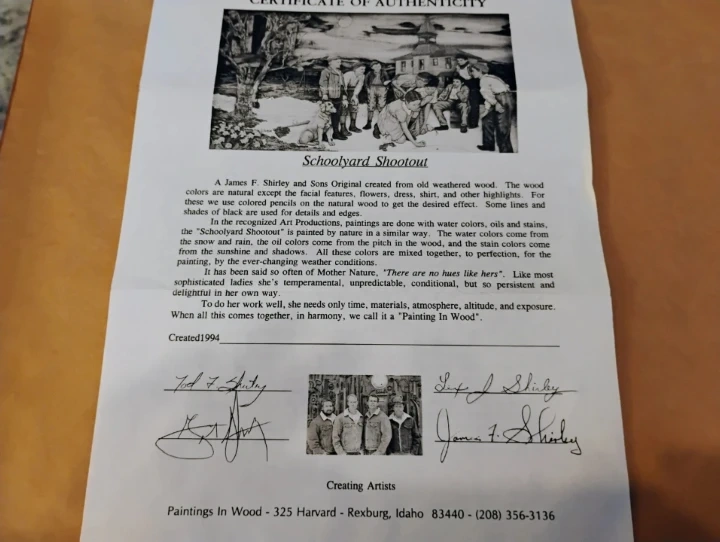 CERTIFICATE OF AUTHENTICITY
Schoolyard Shootout
A James F. Shirley and Sons Original created from old weathered wood. The wood
colors are natural except the facial features, flowers, dress, shirt, and other highlights. For
these we use colored pencils on the natural wood to get the desired effect. Some lines and
shades of black are used for details and edges.
In the recognized Art Productions, paintings are done with water colors, oils and stains,
the "Schoolyard Shootout" is painted by nature in a similar way. The water colors come from
the snow and rain, the oil colors come from the pitch in the wood, and the stain colors come
from the sunshine and shadows. All these colors are mixed together, to perfection, for the
painting, by the ever-changing weather conditions.
It has been said so often of Mother Nature, "There are no hues like hers". Like most
sophisticated ladies she's temperamental, unpredictable, conditional, but so persistent and
delightful in her own way.
To do her work well, she needs only time, materials, atmosphere, altitude, and exposure.
When all this comes together, in harmony, we call it a "Painting In Wood".
Created1994
Tod F Shirley
J Shirley
James F. Shirley
Creating Artists
Paintings In Wood - 325 Harvard - Rexburg, Idaho 83440 - (208) 356-3136